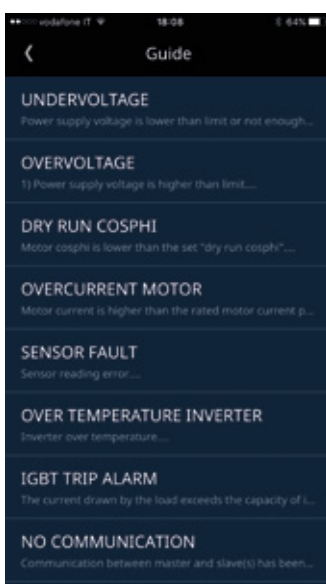 vodafone IT
18:08
64%
Guide
UNDERVOLTAGE
Power supply voltage is lower than limit or not enough...
OVERVOLTAGE
1) Power supply voltage is higher than limit....
DRY RUN COSPHI
Motor cosphi is lower than the set "dry run cosphi"....
OVERCURRENT MOTOR
Motor current is higher than the rated motor current p...
SENSOR FAULT
Sensor reading error....
OVER TEMPERATURE INVERTER
Inverter over temperature....
IGBT TRIP ALARM
The current drawn by the load exceeds the capacity of i...
NO COMMUNICATION
Communication between master and slave(s) has been...